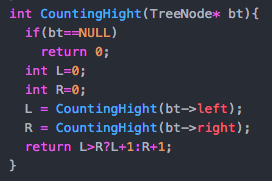 int CountingHight(TreeNode* bt){
if(bt==NULL)
return 0;
int L=0;
int R=0;
L = CountingHight(bt->left);
R = CountingHight(bt->right);
return L>R?L+1:R+1;
}